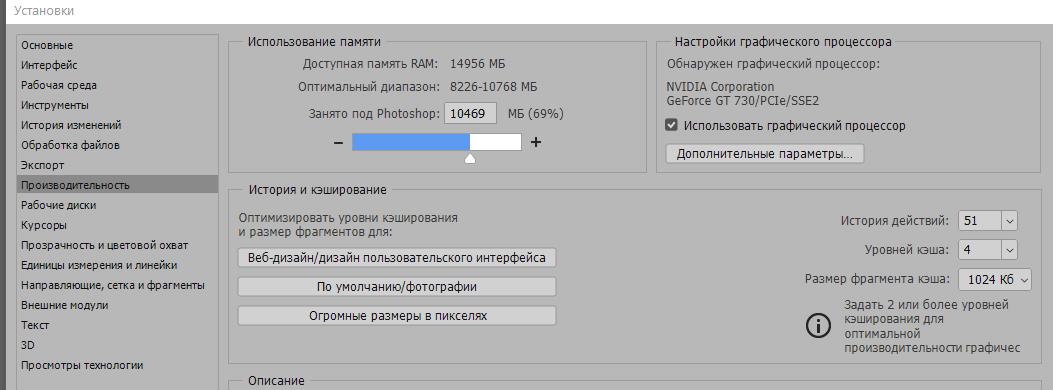 Установки
Основные
Интерфейс
Рабочая среда
Инструменты
История изменений
Обработка файлов
Экспорт
Производительность
Рабочие диски
Курсоры
Прозрачность и цветовой охват
Единицы измерения и линейки
Направляющие, сетка и фрагменты
Внешние модули
Текст
3D
Просмотры технологии
Использование памяти
Доступная память RAM: 14956 МБ
Оптимальный диапазон: 8226-10768 МБ
Занято под Photoshop: 10469 МБ (69%)
Настройки графического процессора
Обнаружен графический процессор:
NVIDIA Corporation
GeForce GT 730/PCIe/SSE2
Использовать графический процессор
Дополнительные параметры...
История и кэширование
Оптимизировать уровни кэширования
и размер фрагментов для:
Веб-дизайн/дизайн пользовательского интерфейса
По умолчанию/фотографии
Огромные размеры в пикселях
История действий: 51
Уровней кэша: 4
Размер фрагмента кэша: 1024 Кб
Задать 2 или более уровней
кэширования для
оптимальной
производительности графичес
Описание